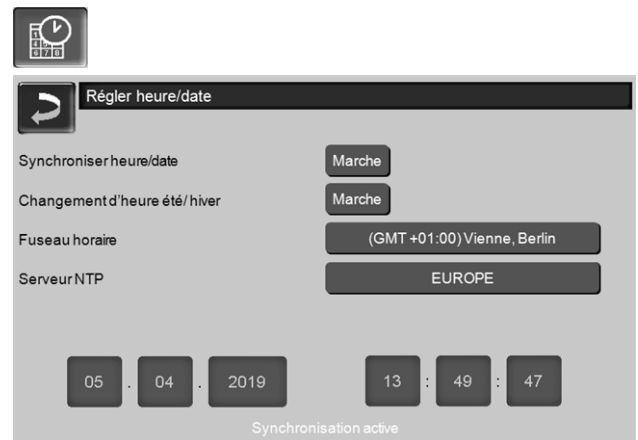 Régler heure/date
Synchroniser heure/date Marche
Changement d'heure été/ hiver Marche
Fuseau horaire (GMT +01:00) Vienne, Berlin
Serveur NTP EUROPE
05 . 04 . 2019 13 : 49 : 47
Synchronisation active